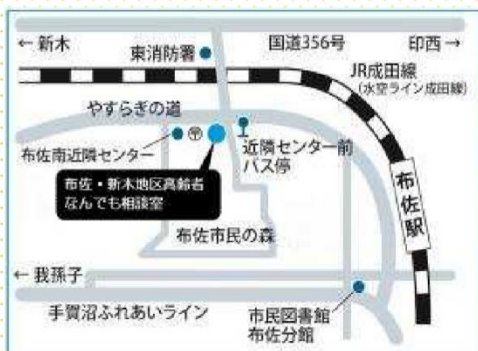 ← 新木
国道356号
印西 →
東消防署
JR成田線
(水空ライン成田線)
やすらぎの道
〒
布佐南近隣センター
近隣センター前
バス停
布佐・新木地区高齢者
なんでも相談室
布佐駅
布佐市民の森
← 我孫子
手賀沼ふれあいライン
市民図書館
布佐分館